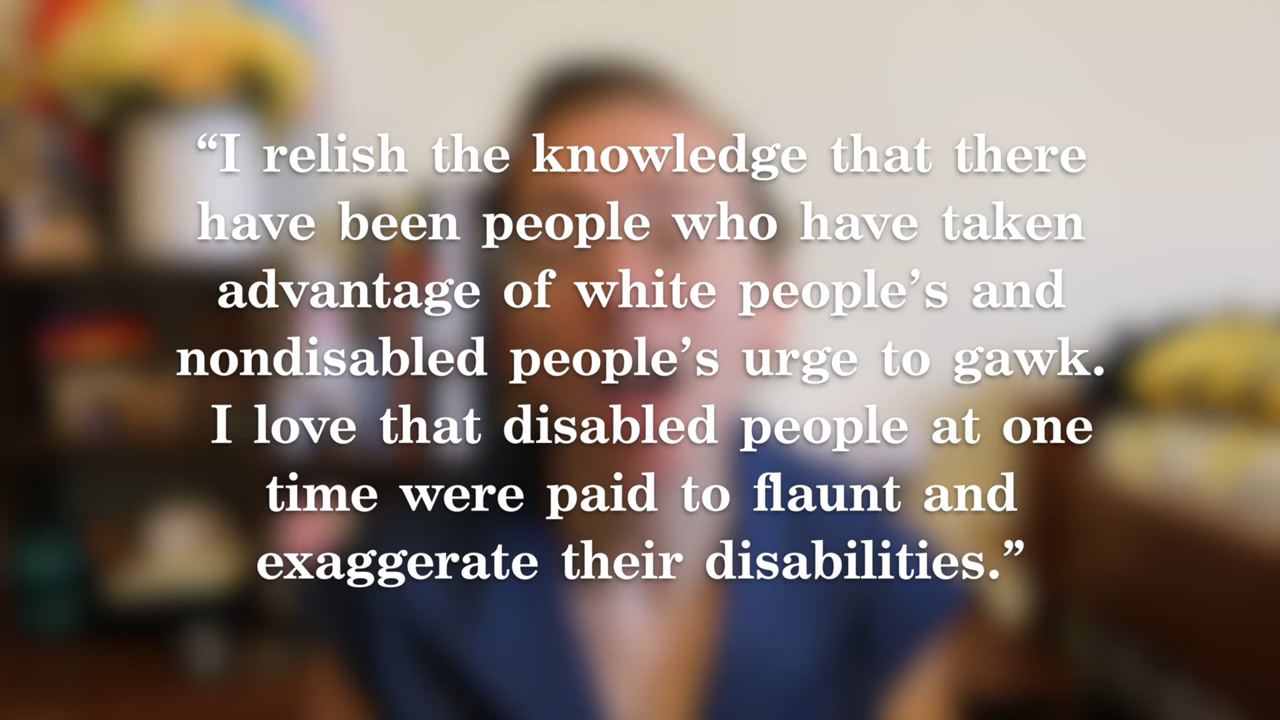 “I relish the knowledge that there
have been people who have taken
advantage of white people’s and
nondisabled people’s urge to gawk.
I love that disabled people at one
time were paid to flaunt and
exaggerate their disabilities.”